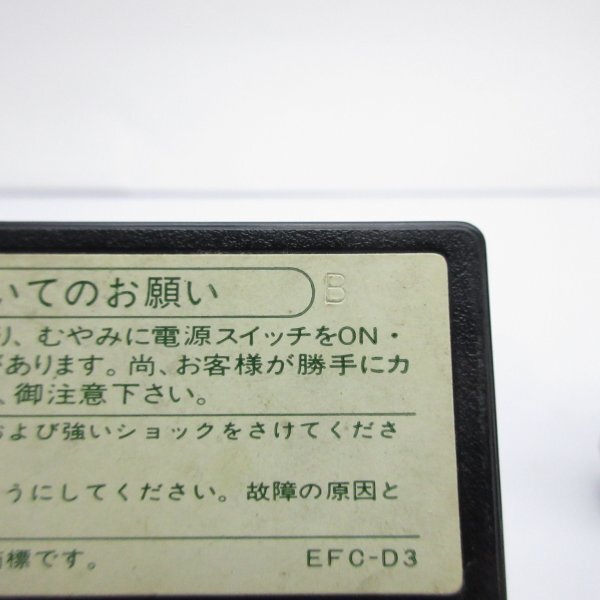 いてのお願い B
り、むやみに電源スイッチをON・
があります。尚、お客様が勝手にカ
、御注意下さい。
および強いショックをさけてくださ
うにしてください。故障の原因と
商標です。 EFC-D3